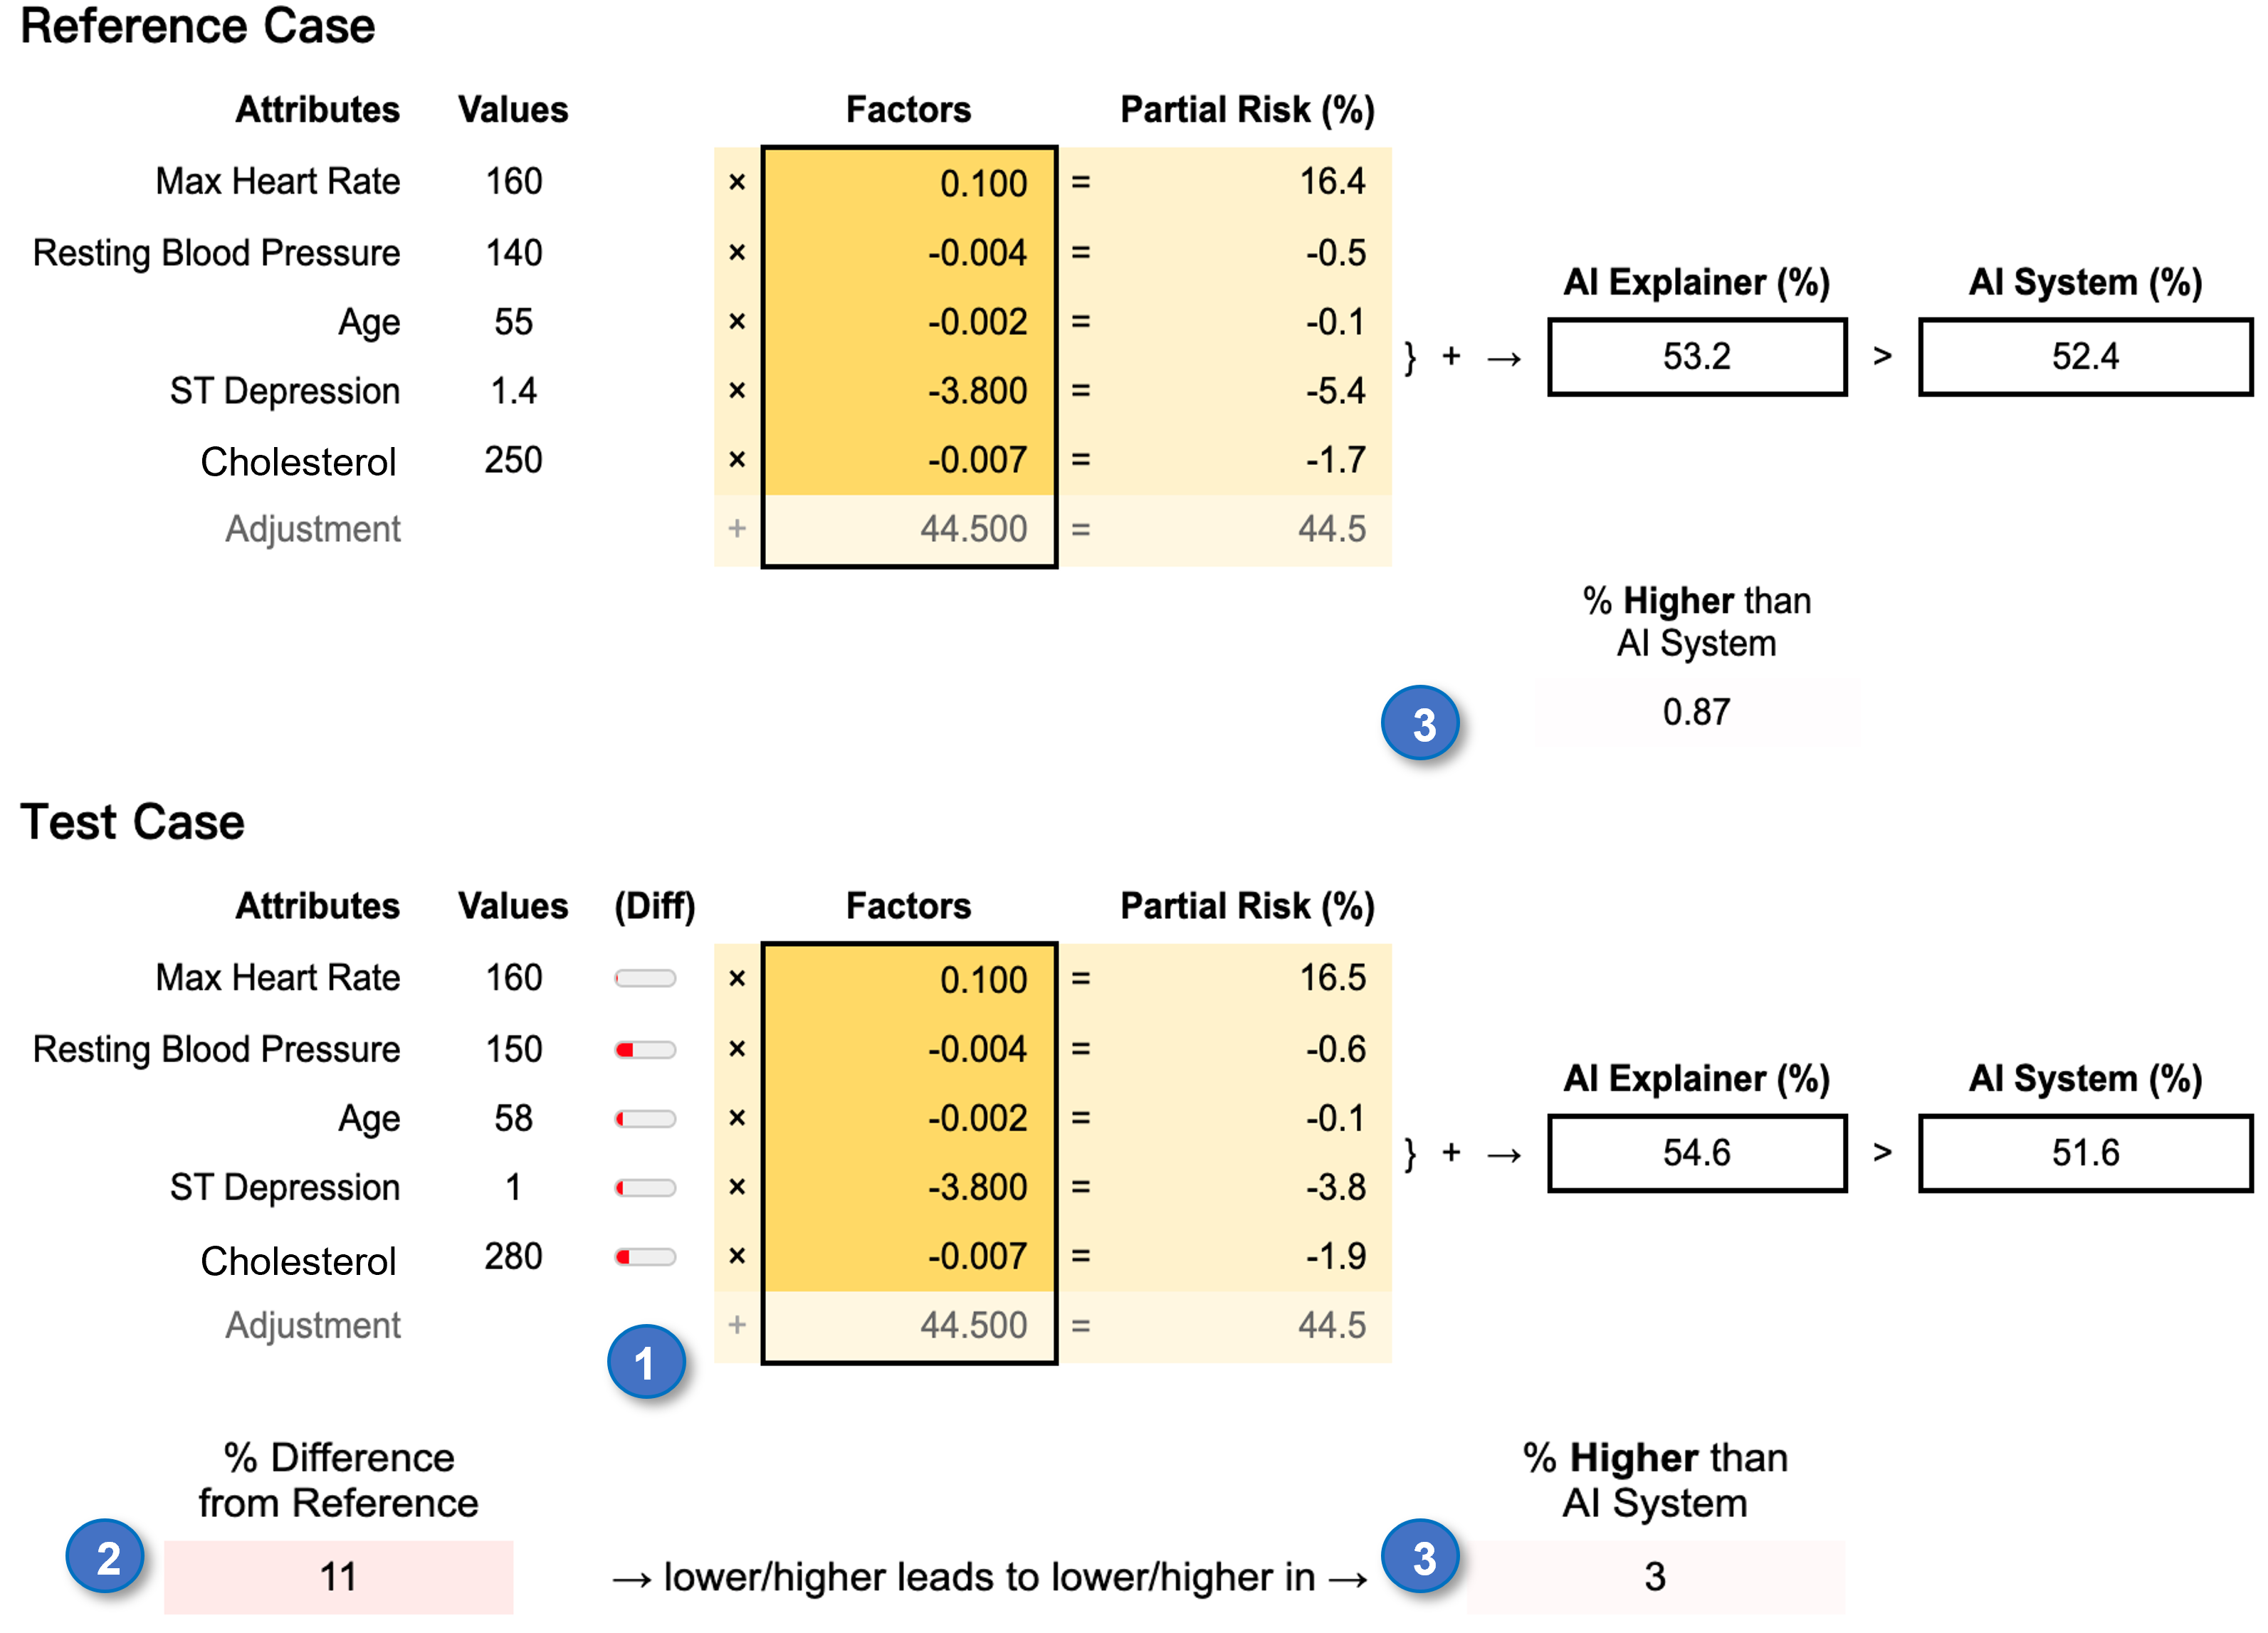 Reference Case
Attributes Values Factors Partial Risk (%)
Max Heart Rate 160 × 0.100 = 16.4
Resting Blood Pressure 140 × -0.004 = -0.5
AI Explainer (%) AI System (%)
Age 55 × -0.002 = -0.1
} + → 53.2 > 52.4
ST Depression 1.4 × -3.800 = -5.4
Cholesterol 250 × -0.007 = -1.7
Adjustment + 44.500 = 44.5
% Higher than
AI System
3 0.87
Test Case
Attributes Values (Diff) Factors Partial Risk (%)
Max Heart Rate 160 × 0.100 = 16.5
Resting Blood Pressure 150 × -0.004 = -0.6
AI Explainer (%) AI System (%)
Age 58 × -0.002 = -0.1
} + → 54.6 > 51.6
ST Depression 1 × -3.800 = -3.8
Cholesterol 280 × -0.007 = -1.9
Adjustment + 44.500 = 44.5
1
% Difference
from Reference
% Higher than
AI System
2 11 → lower/higher leads to lower/higher in → 3 3